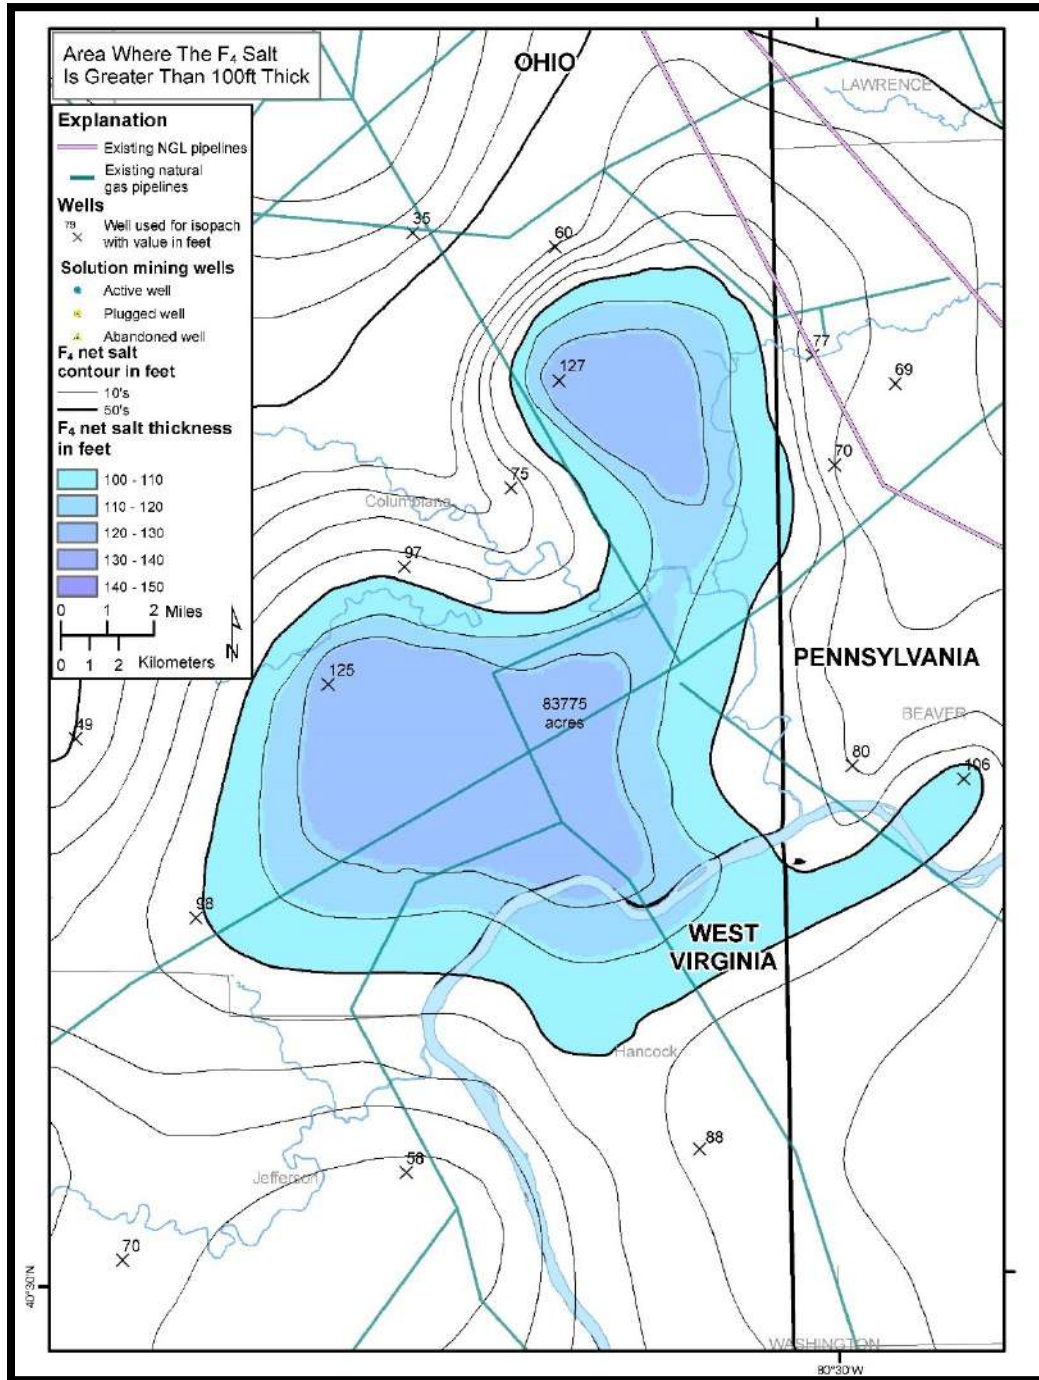 Area Where The F₄ Salt
Is Greater Than 100ft Thick
Explanation
Existing NGL pipelines
Existing natural
gas pipelines
Wells
79
Well used for isopach
with value in feet
Solution mining wells
Active well
Plugged well
Abandoned well
F₄ net salt
contour in feet
10's
50's
F₄ net salt thickness
in feet
100 - 110
110 - 120
120 - 130
130 - 140
140 - 150
0 1 2 Miles
0 1 2 Kilometers
N
OHIO
LAWRENCE
35
60
77
69
127
70
75
Columbiana
97
PENNSYLVANIA
125
83775
acres
BEAVER
49
80
106
98
WEST
VIRGINIA
Hancock
88
58
Jefferson
70
40°30'N
WASHINGTON
80°30'W